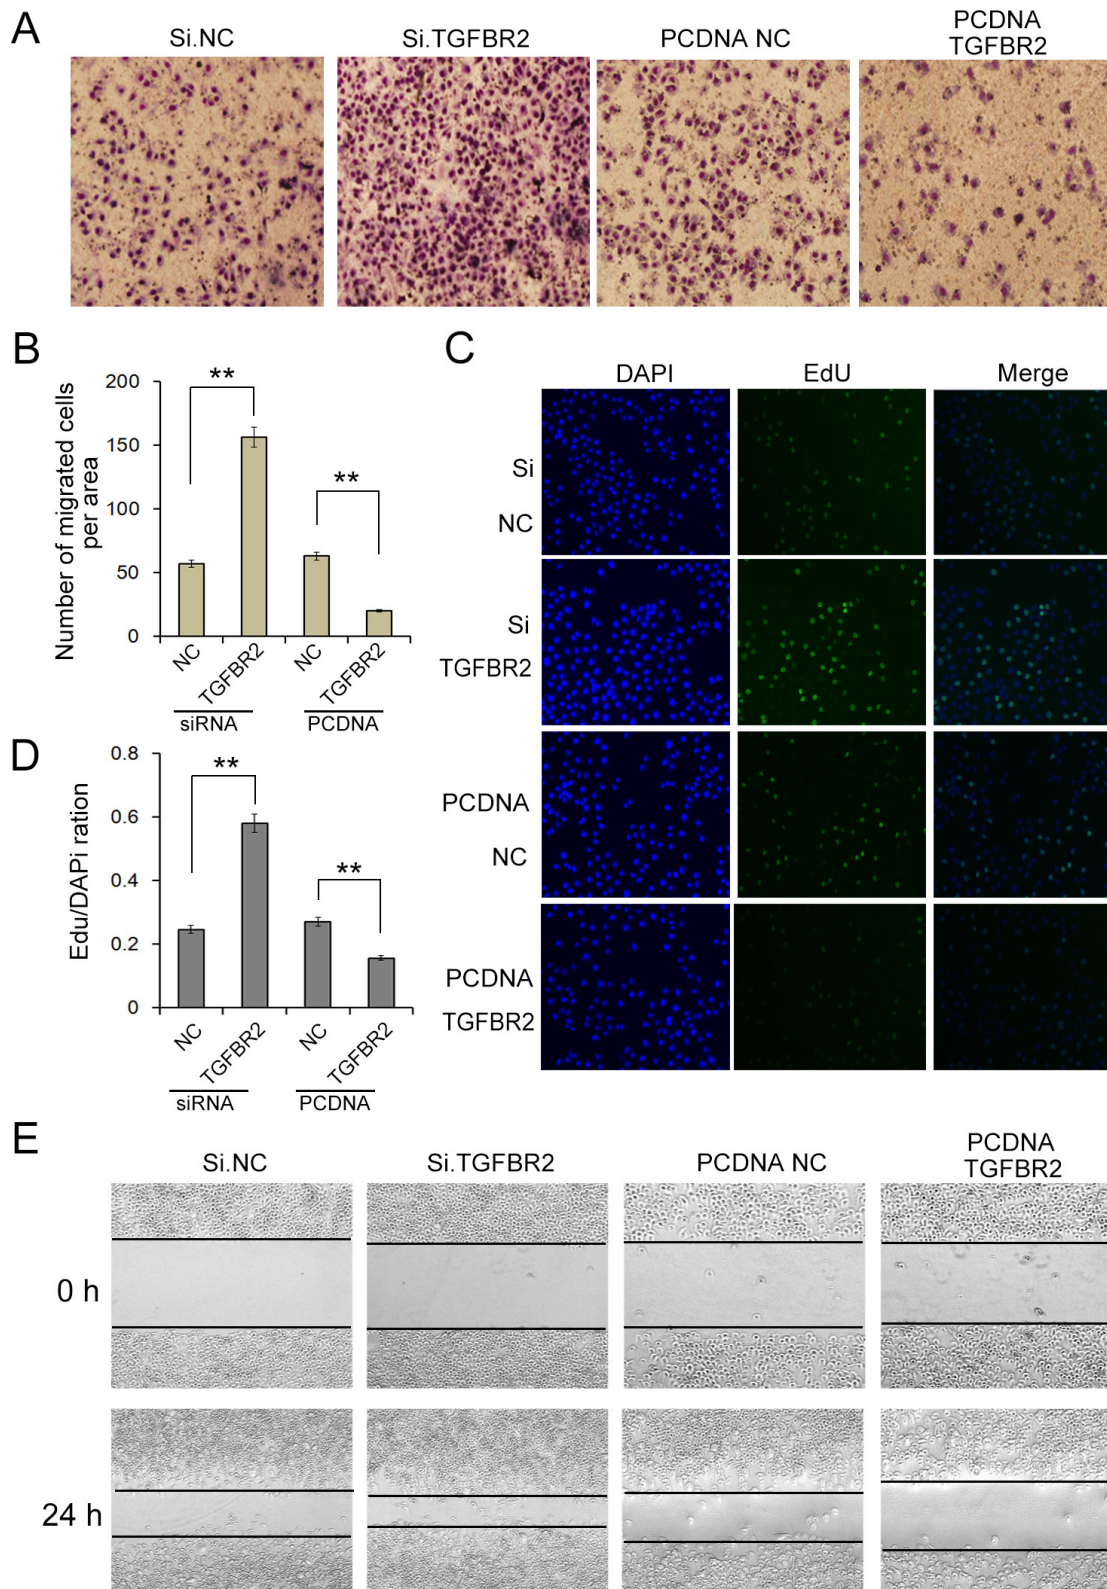 A
Si.NC
Si.TGFBR2
PCDNA NC
PCDNA
TGFBR2
B
Number of migrated cells
per area
200
150
100
50
0
**
**
NC
TGFBR2
NC
TGFBR2
siRNA
PCDNA
C
DAPI
EdU
Merge
Si
NC
Si
TGFBR2
PCDNA
NC
PCDNA
TGFBR2
D
Edu/DAPi ration
0.8
0.6
0.4
0.2
0
**
**
NC
TGFBR2
NC
TGFBR2
siRNA
PCDNA
E
Si.NC
Si.TGFBR2
PCDNA NC
PCDNA
TGFBR2
0 h
24 h